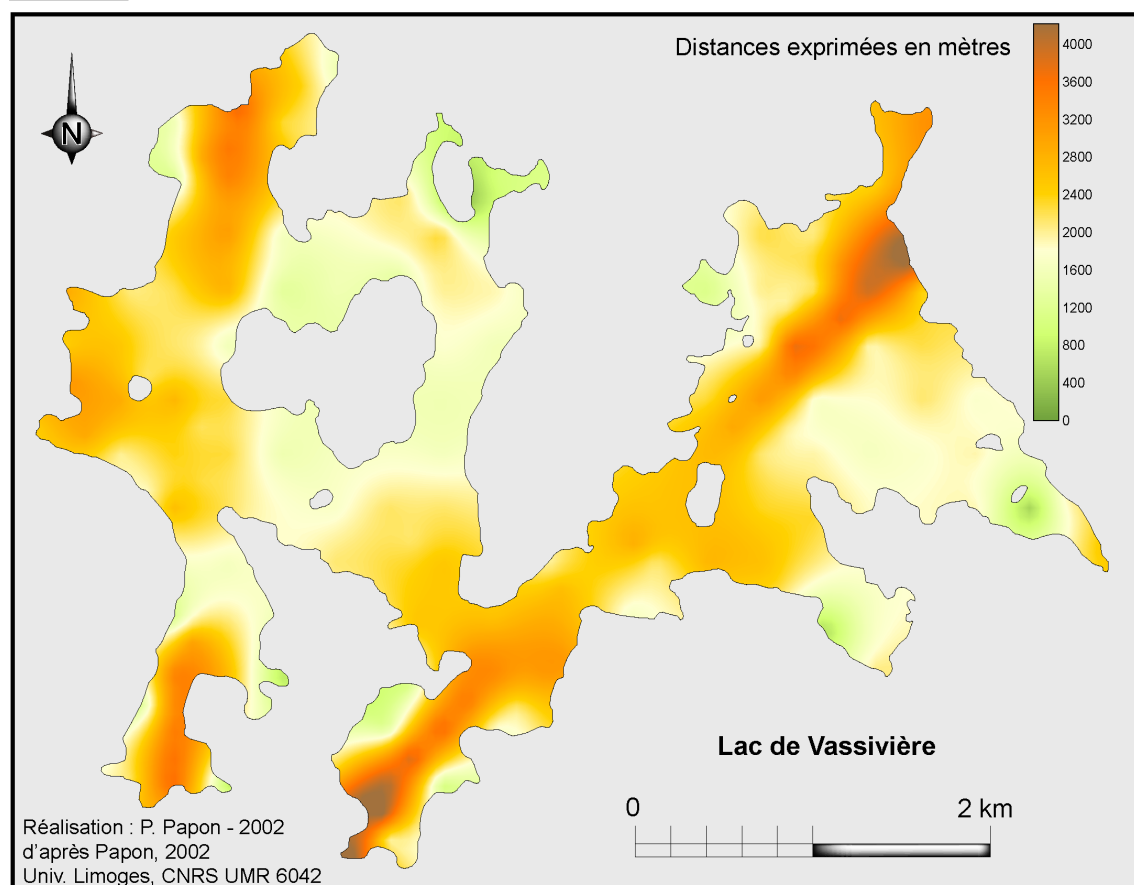 Distances exprimées en mètres
4000
3600
3200
2800
2400
2000
1600
1200
800
400
0
N
Lac de Vassivière
0 2 km
Réalisation : P. Papon - 2002
d'après Papon, 2002
Univ. Limoges, CNRS UMR 6042